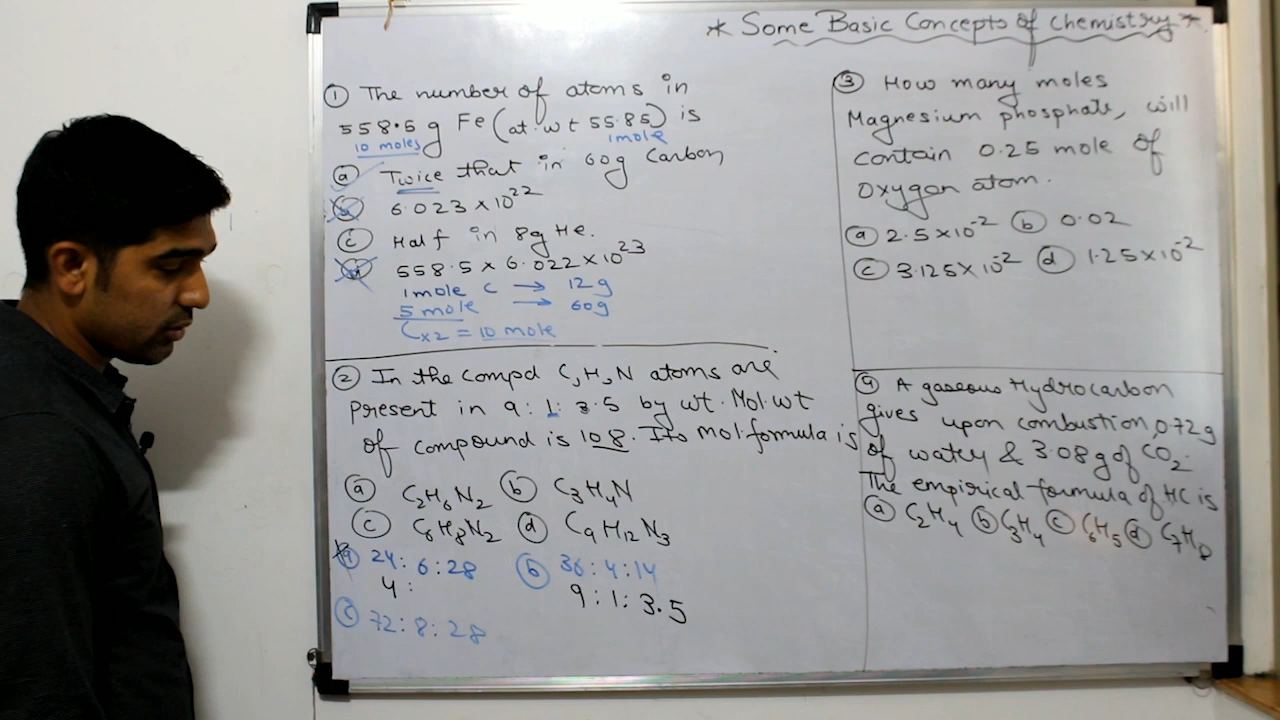 * Some Basic Concepts of Chemistry *.
① The number of atoms in
558.5 g Fe (at. wt 55.85) is
10 moles 1mole
ⓐ Twice that in 60g Carbon
ⓑ 6.023 × 10²²
ⓒ Half in 8g He.
ⓓ 558.5 × 6.022 × 10²³
1mole C → 12 g
5 mole → 60g
×2 = 10 mole
② In the Compd C,H,N atoms are
present in 9 : 1 : 3.5 by wt. Mol. wt
of compound is 108. Its mol. formula is
ⓐ C₂H₆N₂ ⓑ C₃H₄N
ⓒ C₆H₈N₂ ⓓ C₉H₁₂N₃
ⓐ 24 : 6 : 28 ⓑ 36 : 4 : 14
4 : 9 : 1 : 3.5
ⓒ 72 : 8 : 28
③ How many moles
Magnesium phosphate, will
contain 0.25 mole of
Oxygen atom.
ⓐ 2.5×10⁻² ⓑ 0.02
ⓒ 3.125×10⁻² ⓓ 1.25×10⁻²
④ A gaseous Hydrocarbon
gives upon combustion 0.72g
of water & 3.08g of CO₂.
The empirical formula of HC is
ⓐ C₂H₄ ⓑ C₃H₄ ⓒ C₆H₅ ⓓ C₇H₈